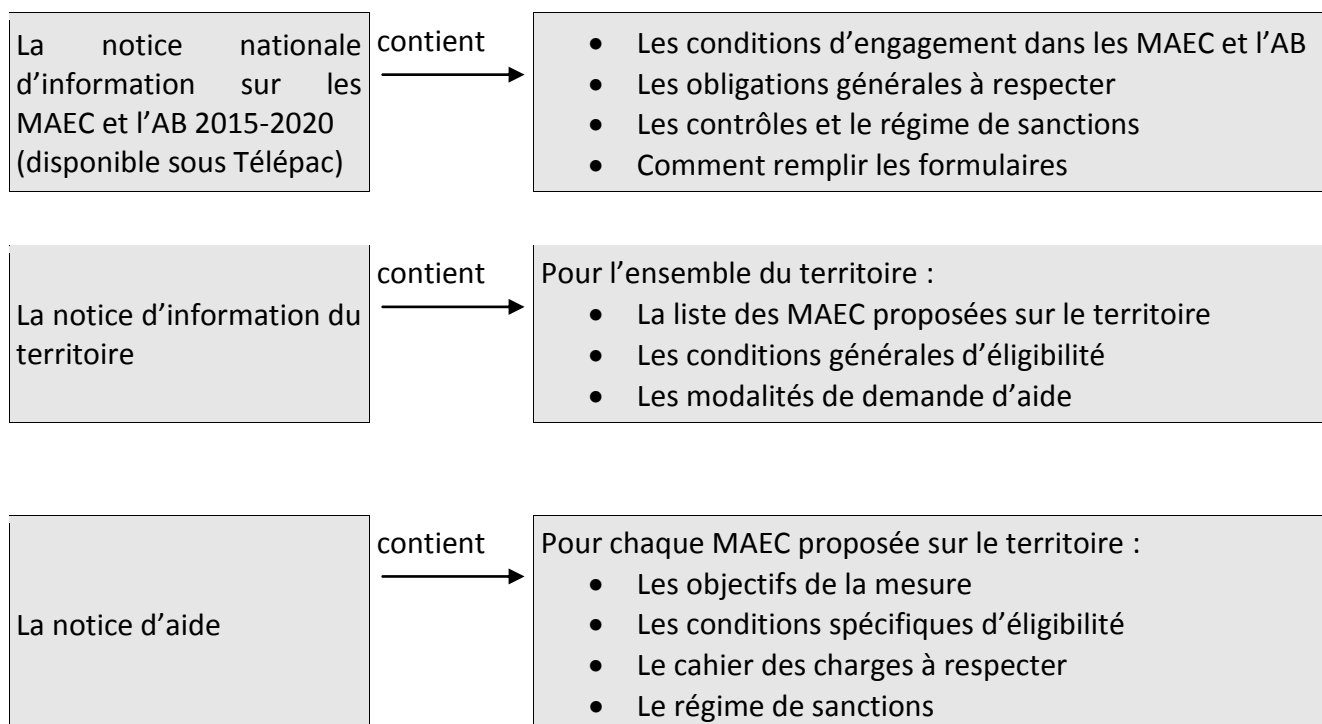 La notice nationale
d’information sur les
MAEC et l’AB 2015-2020
(disponible sous Télépac)
contient
• Les conditions d’engagement dans les MAEC et l’AB
• Les obligations générales à respecter
• Les contrôles et le régime de sanctions
• Comment remplir les formulaires
La notice d’information du
territoire
contient
Pour l’ensemble du territoire :
• La liste des MAEC proposées sur le territoire
• Les conditions générales d’éligibilité
• Les modalités de demande d’aide
La notice d’aide
contient
Pour chaque MAEC proposée sur le territoire :
• Les objectifs de la mesure
• Les conditions spécifiques d’éligibilité
• Le cahier des charges à respecter
• Le régime de sanctions